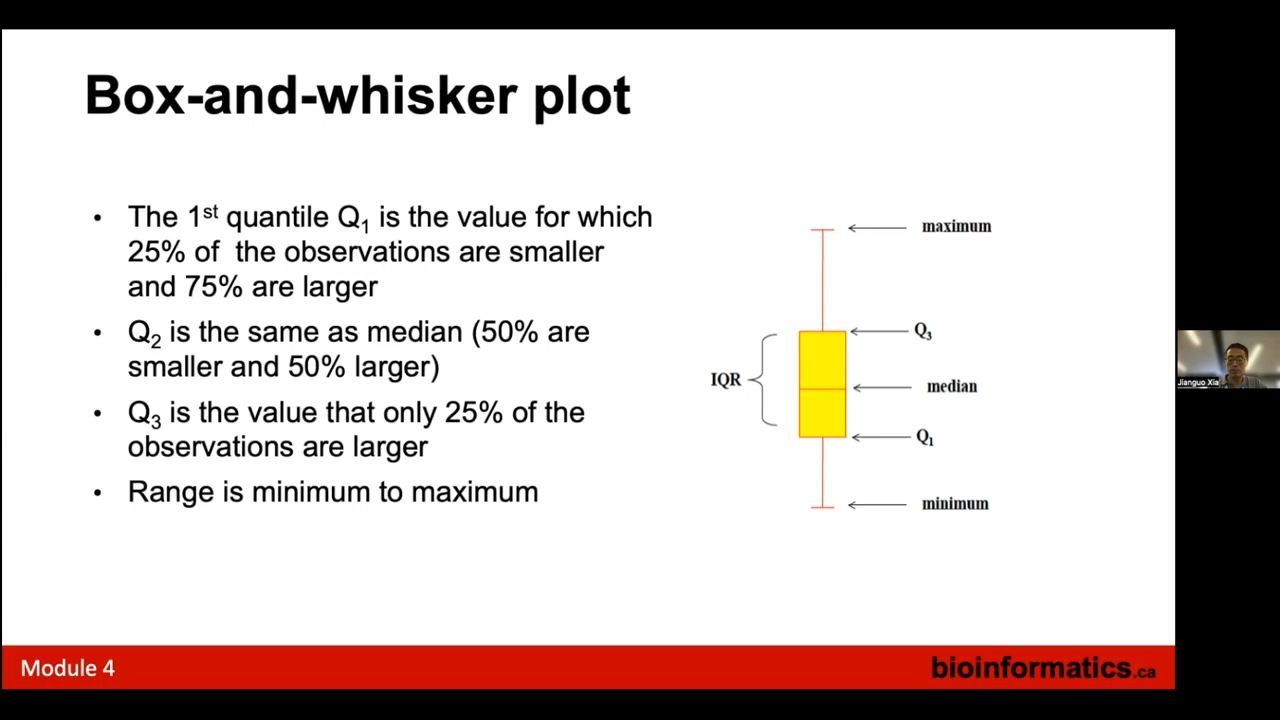 Box-and-whisker plot
• The 1st quantile Q1 is the value for which
25% of the observations are smaller
and 75% are larger
• Q2 is the same as median (50% are
smaller and 50% larger)
• Q3 is the value that only 25% of the
observations are larger
• Range is minimum to maximum
maximum
Q3
IQR
median
Q1
minimum
Jianguo Xia
Module 4
bioinformatics.ca